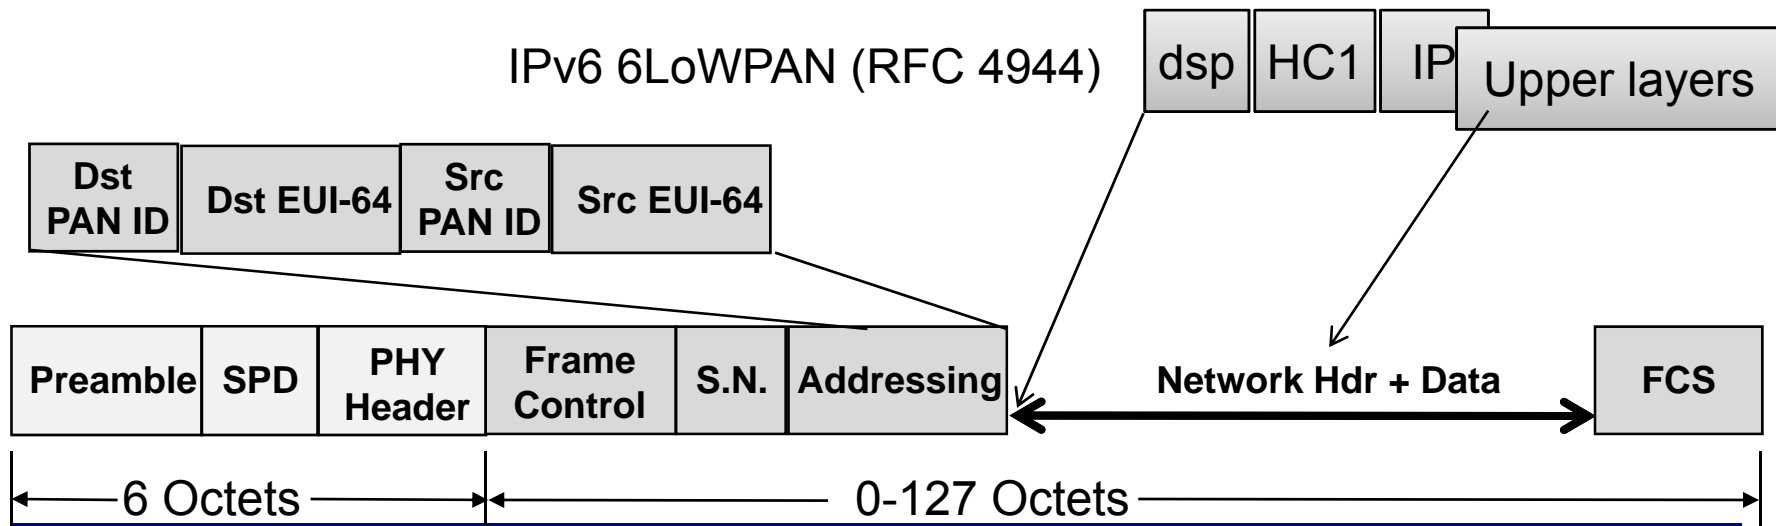 IPv6 6LoWPAN (RFC 4944)
dsp HC1 IP Upper layers
Dst PAN ID
Dst EUI-64
Src PAN ID
Src EUI-64
Preamble
SPD
PHY Header
Frame Control
S.N.
Addressing
Network Hdr + Data
FCS
6 Octets
0-127 Octets